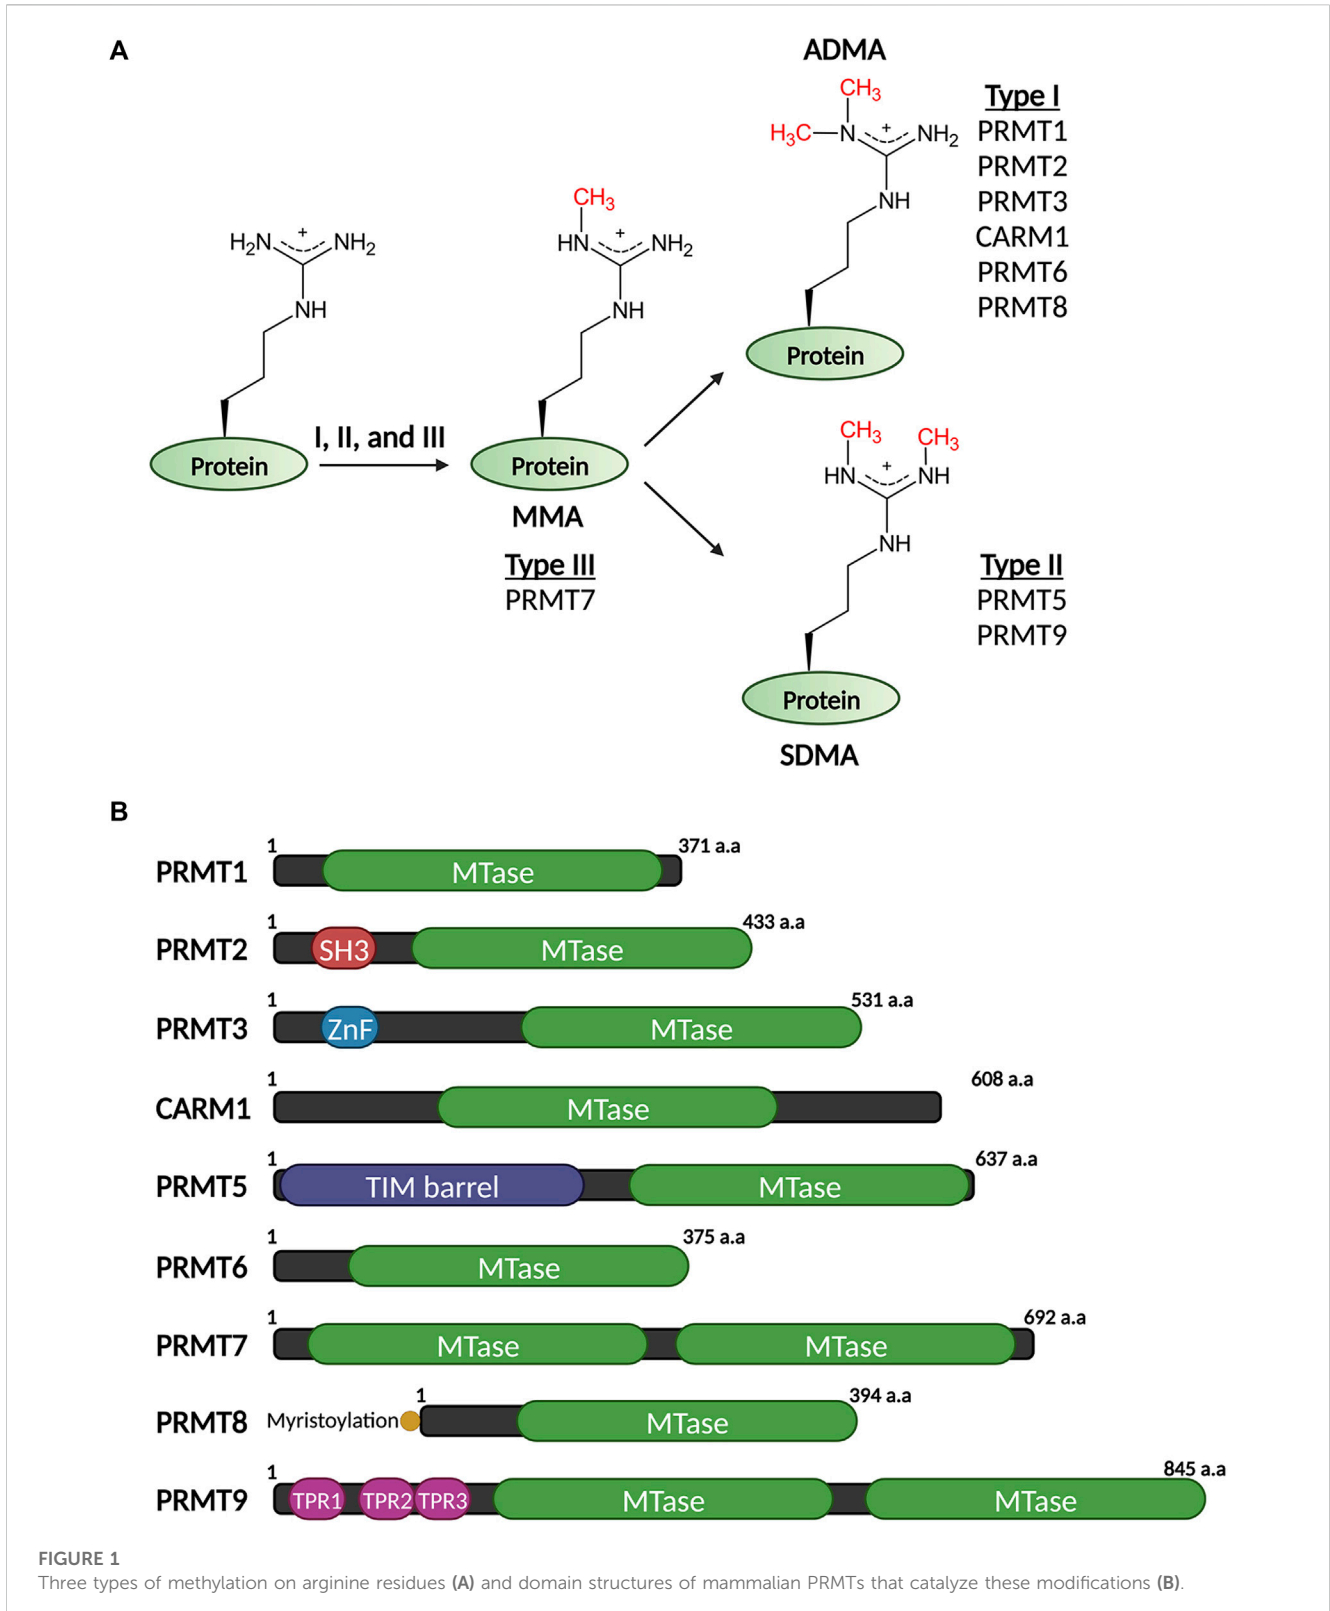 A
ADMA
CH3
H3C
N
+
NH2
NH
Protein
Type I
PRMT1
PRMT2
PRMT3
CARM1
PRMT6
PRMT8
H2N
+
NH2
NH
Protein
I, II, and III
CH3
HN
+
NH2
NH
Protein
MMA
Type III
PRMT7
CH3
CH3
HN
+
NH
NH
Protein
SDMA
Type II
PRMT5
PRMT9
B
1 371 a.a
PRMT1 MTase
1 433 a.a
PRMT2 SH3 MTase
1 531 a.a
PRMT3 ZnF MTase
1 608 a.a
CARM1 MTase
1 637 a.a
PRMT5 TIM barrel MTase
1 375 a.a
PRMT6 MTase
1 692 a.a
PRMT7 MTase MTase
1 394 a.a
PRMT8 Myristoylation MTase
1 845 a.a
PRMT9 TPR1 TPR2 TPR3 MTase MTase
FIGURE 1
Three types of methylation on arginine residues (A) and domain structures of mammalian PRMTs that catalyze these modifications (B).